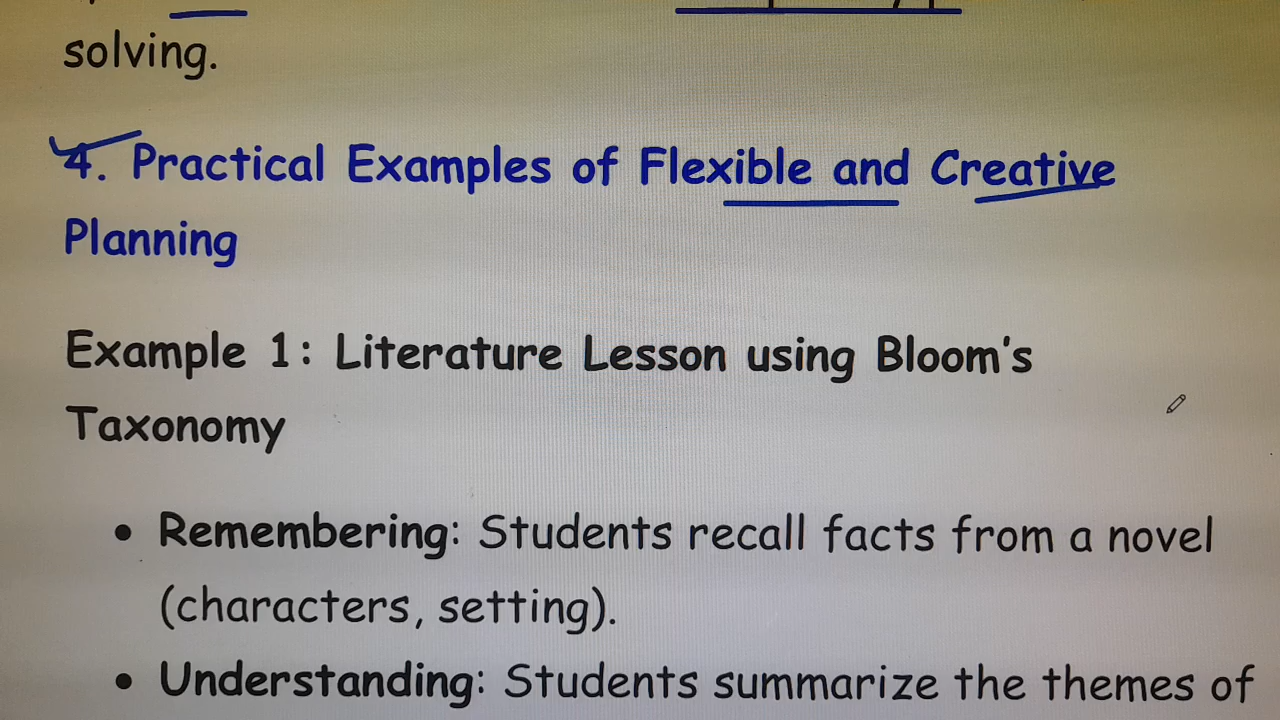 solving.
4. Practical Examples of Flexible and Creative
Planning
Example 1: Literature Lesson using Bloom's
Taxonomy
• Remembering: Students recall facts from a novel
(characters, setting).
• Understanding: Students summarize the themes of